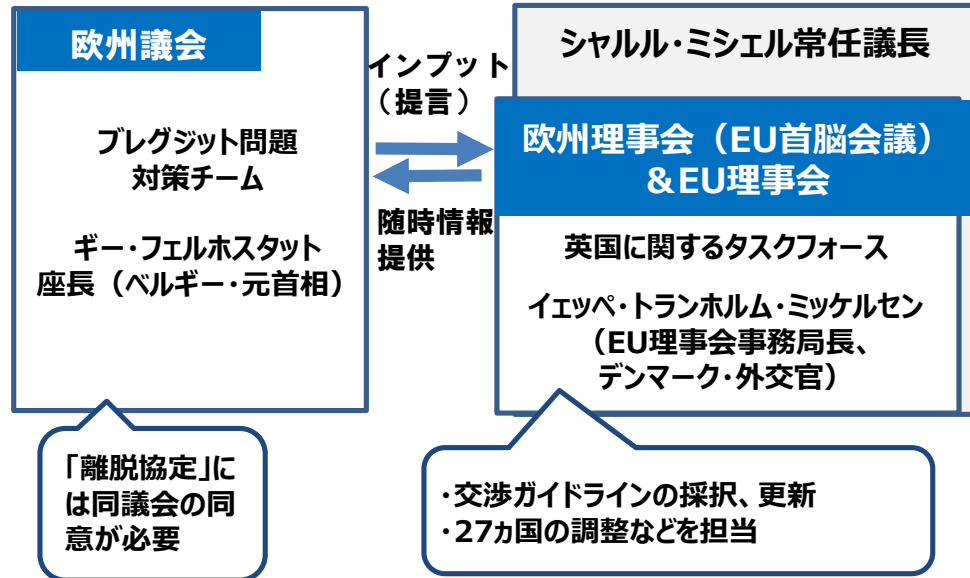 欧州議会
ブレグジット問題
対策チーム
ギー・フェルホスタット
座長（ベルギー・元首相）
インプット
（提言）
随時情報
提供
シャルル・ミシェル常任議長
欧州理事会（EU首脳会議）
＆EU理事会
英国に関するタスクフォース
イェッペ・トランホルム・ミッケルセン
（EU理事会事務局長、
デンマーク・外交官）
「離脱協定」に
は同議会の同
意が必要
・交渉ガイドラインの採択、更新
・27ヵ国の調整などを担当